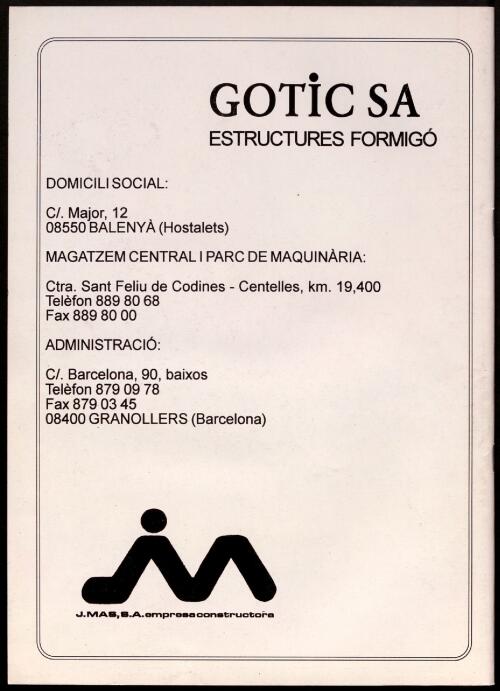 GOTiC SA
ESTRUCTURES FORMIGÓ
DOMICILI SOCIAL:
C/. Major, 12
08550 BALENYÀ (Hostalets)
MAGATZEM CENTRAL I PARC DE MAQUINÀRIA:
Ctra. Sant Feliu de Codines - Centelles, km. 19,400
Telèfon 889 80 68
Fax 889 80 00
ADMINISTRACIÓ:
C/. Barcelona, 90, baixos
Telèfon 879 09 78
Fax 879 03 45
08400 GRANOLLERS (Barcelona)
J.MAS,S.A.empresaconstructora